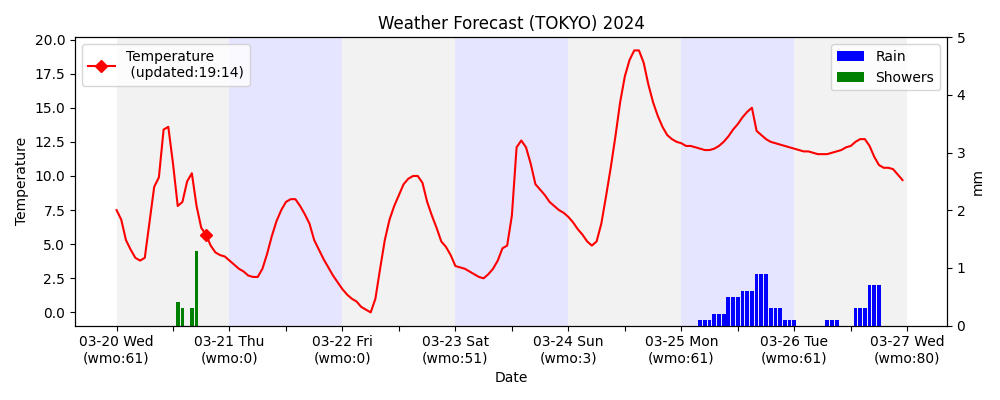 Weather Forecast (TOKYO) 2024
Temperature
(updated:19:14)
Rain
Showers
Temperature
20.0
17.5
15.0
12.5
10.0
7.5
5.0
2.5
0.0
5
4
3
2
1
0
mm
03-20 Wed
(wmo:61)
03-21 Thu
(wmo:0)
03-22 Fri
(wmo:0)
03-23 Sat
(wmo:51)
03-24 Sun
(wmo:3)
03-25 Mon
(wmo:61)
03-26 Tue
(wmo:61)
03-27 Wed
(wmo:80)
Date